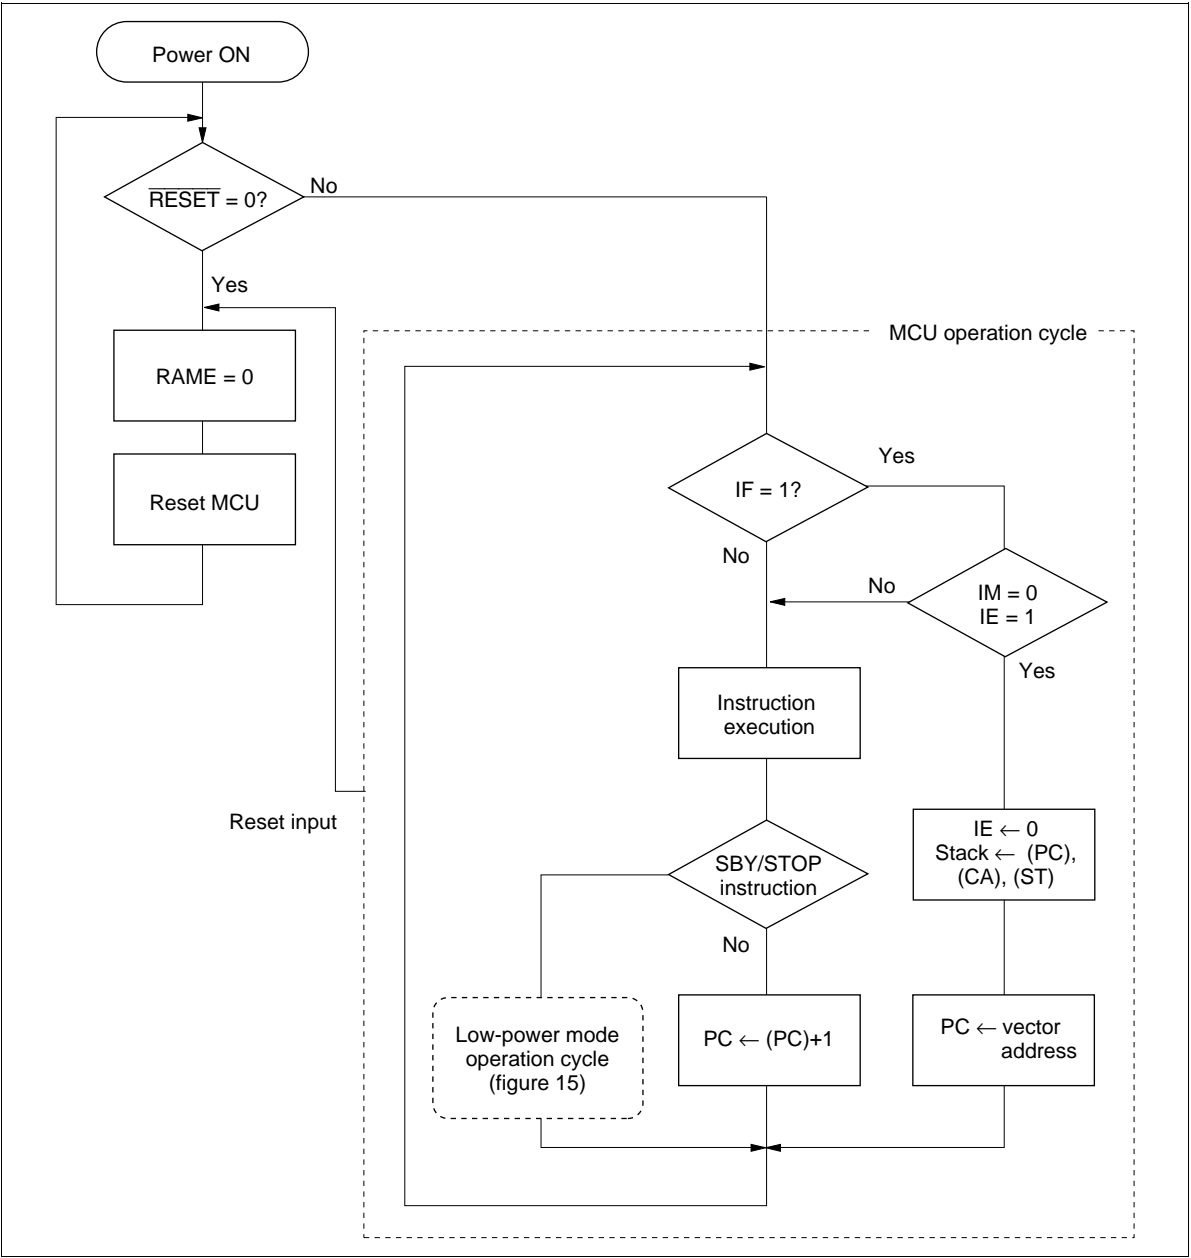 Power ON
RESET = 0?
No
Yes
MCU operation cycle
RAME = 0
Reset MCU
IF = 1?
Yes
No
IM = 0
IE = 1
No
Yes
Instruction
execution
Reset input
IE ← 0
Stack ← (PC),
(CA), (ST)
SBY/STOP
instruction
No
Low-power mode
operation cycle
(figure 15)
PC ← (PC)+1
PC ← vector
address